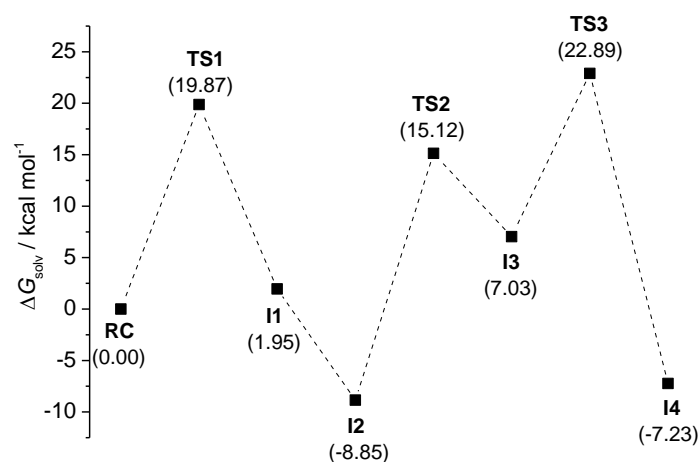 ΔG_solv / kcal mol⁻¹
25
20
15
10
5
0
-5
-10
RC
(0.00)
TS1
(19.87)
I1
(1.95)
I2
(-8.85)
TS2
(15.12)
I3
(7.03)
TS3
(22.89)
I4
(-7.23)